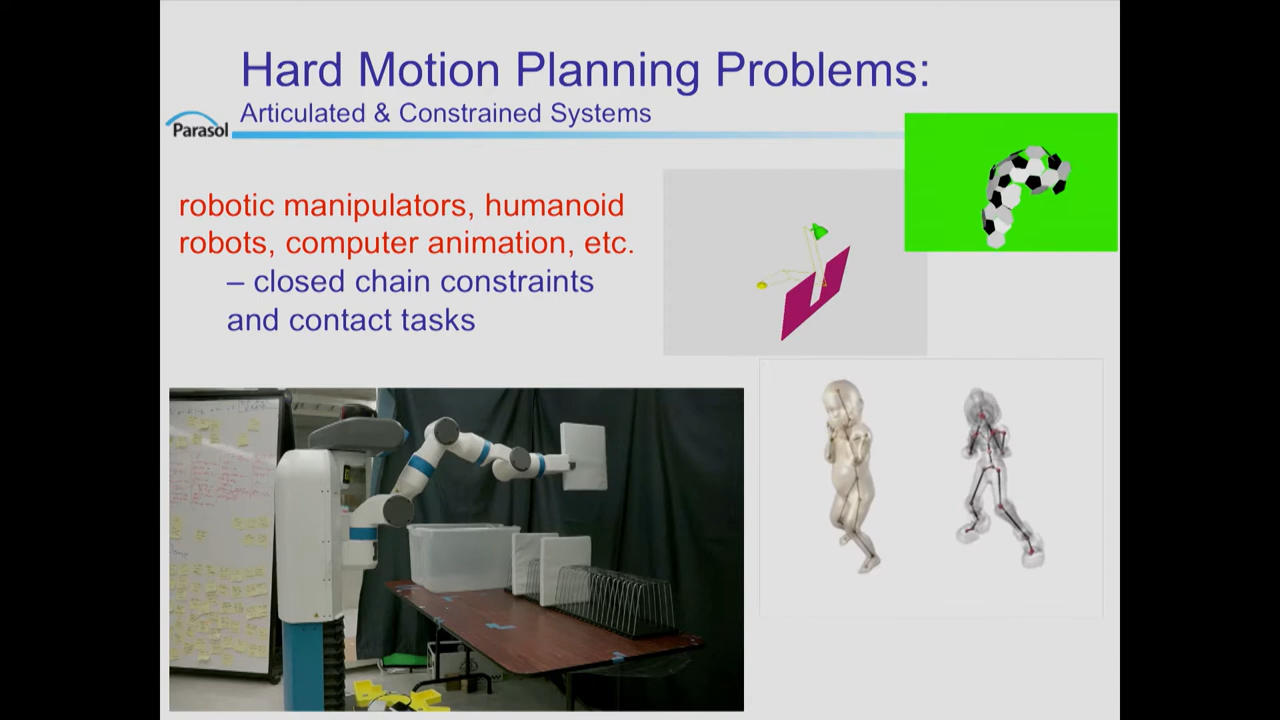 Hard Motion Planning Problems:
Articulated & Constrained Systems
Parasol
robotic manipulators, humanoid
robots, computer animation, etc.
– closed chain constraints
and contact tasks